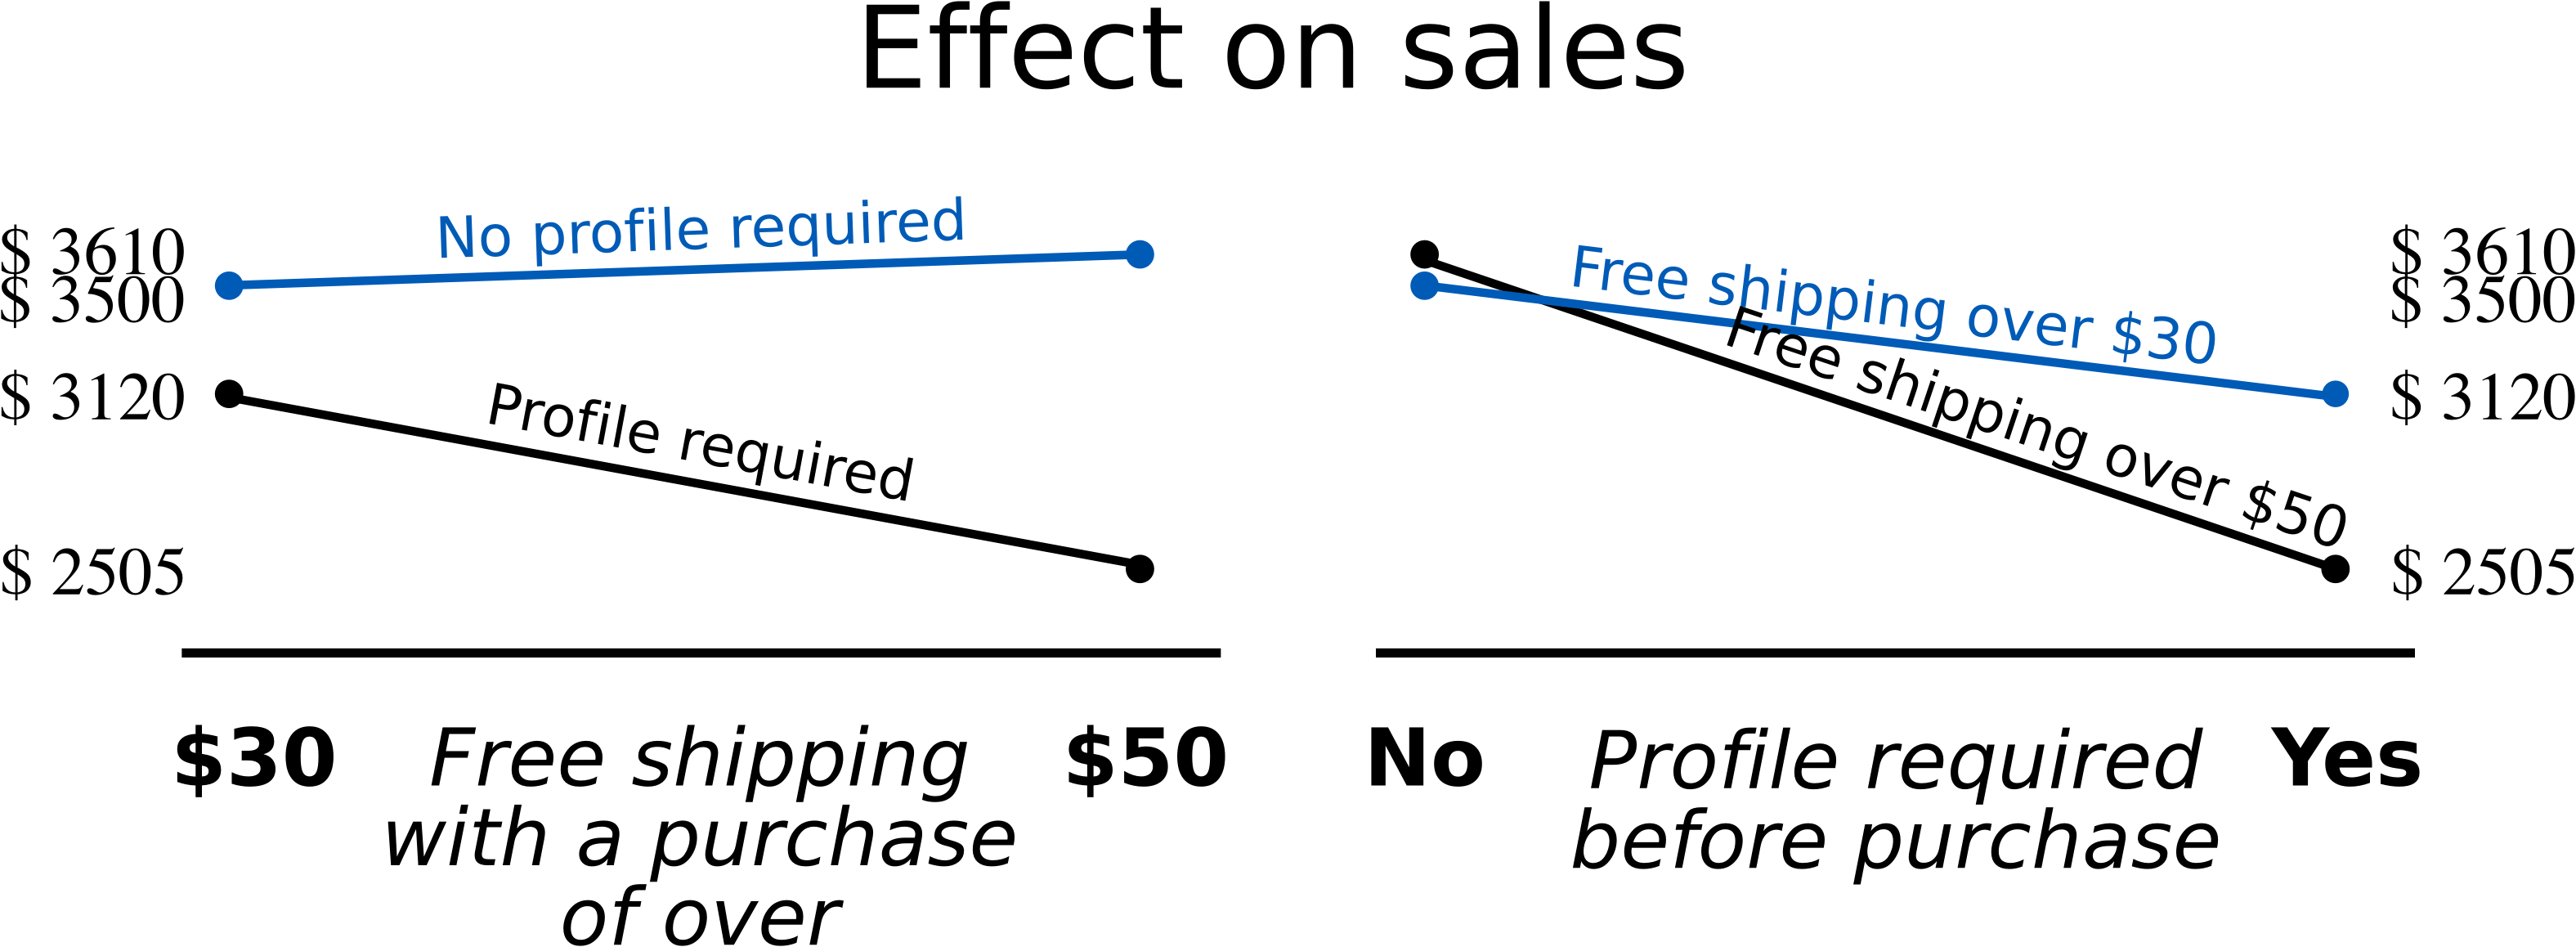 Effect on sales
$ 3610
$ 3500
$ 3120
$ 2505
No profile required
Profile required
$30
Free shipping
with a purchase
of over
$50
Free shipping over $30
Free shipping over $50
$ 3610
$ 3500
$ 3120
$ 2505
No
Profile required
before purchase
Yes